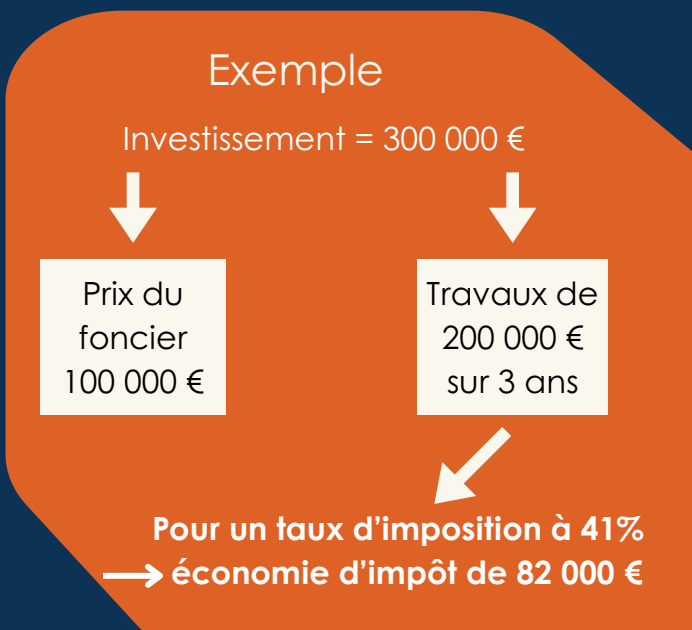 Exemple
Investissement = 300 000 €
Prix du
foncier
100 000 €
Travaux de
200 000 €
sur 3 ans
Pour un taux d’imposition à 41%
économie d’impôt de 82 000 €